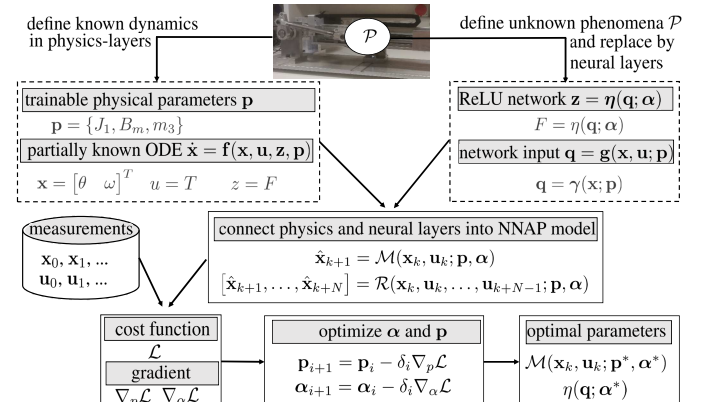 define known dynamics
in physics-layers
𝒫
define unknown phenomena 𝒫
and replace by
neural layers
trainable physical parameters p
p = {J₁, Bₘ, m₃}
partially known ODE ẋ = f(x, u, z, p)
x = [θ ω]ᵀ u = T z = F
ReLU network z = η(q; α)
F = η(q; α)
network input q = g(x, u; p)
q = γ(x; p)
measurements
x₀, x₁, ...
u₀, u₁, ...
connect physics and neural layers into NNAP model
x̂ₖ₊₁ = ℳ(xₖ, uₖ; p, α)
[x̂ₖ₊₁, . . . , x̂ₖ₊N] = ℛ(xₖ, uₖ, . . . , uₖ₊N₋₁; p, α)
cost function
ℒ
gradient
∇ₚℒ ∇αℒ
optimize α and p
pᵢ₊₁ = pᵢ − δᵢ∇ₚℒ
αᵢ₊₁ = αᵢ − δᵢ∇αℒ
optimal parameters
ℳ(xₖ, uₖ; p*, α*)
η(q; α*)